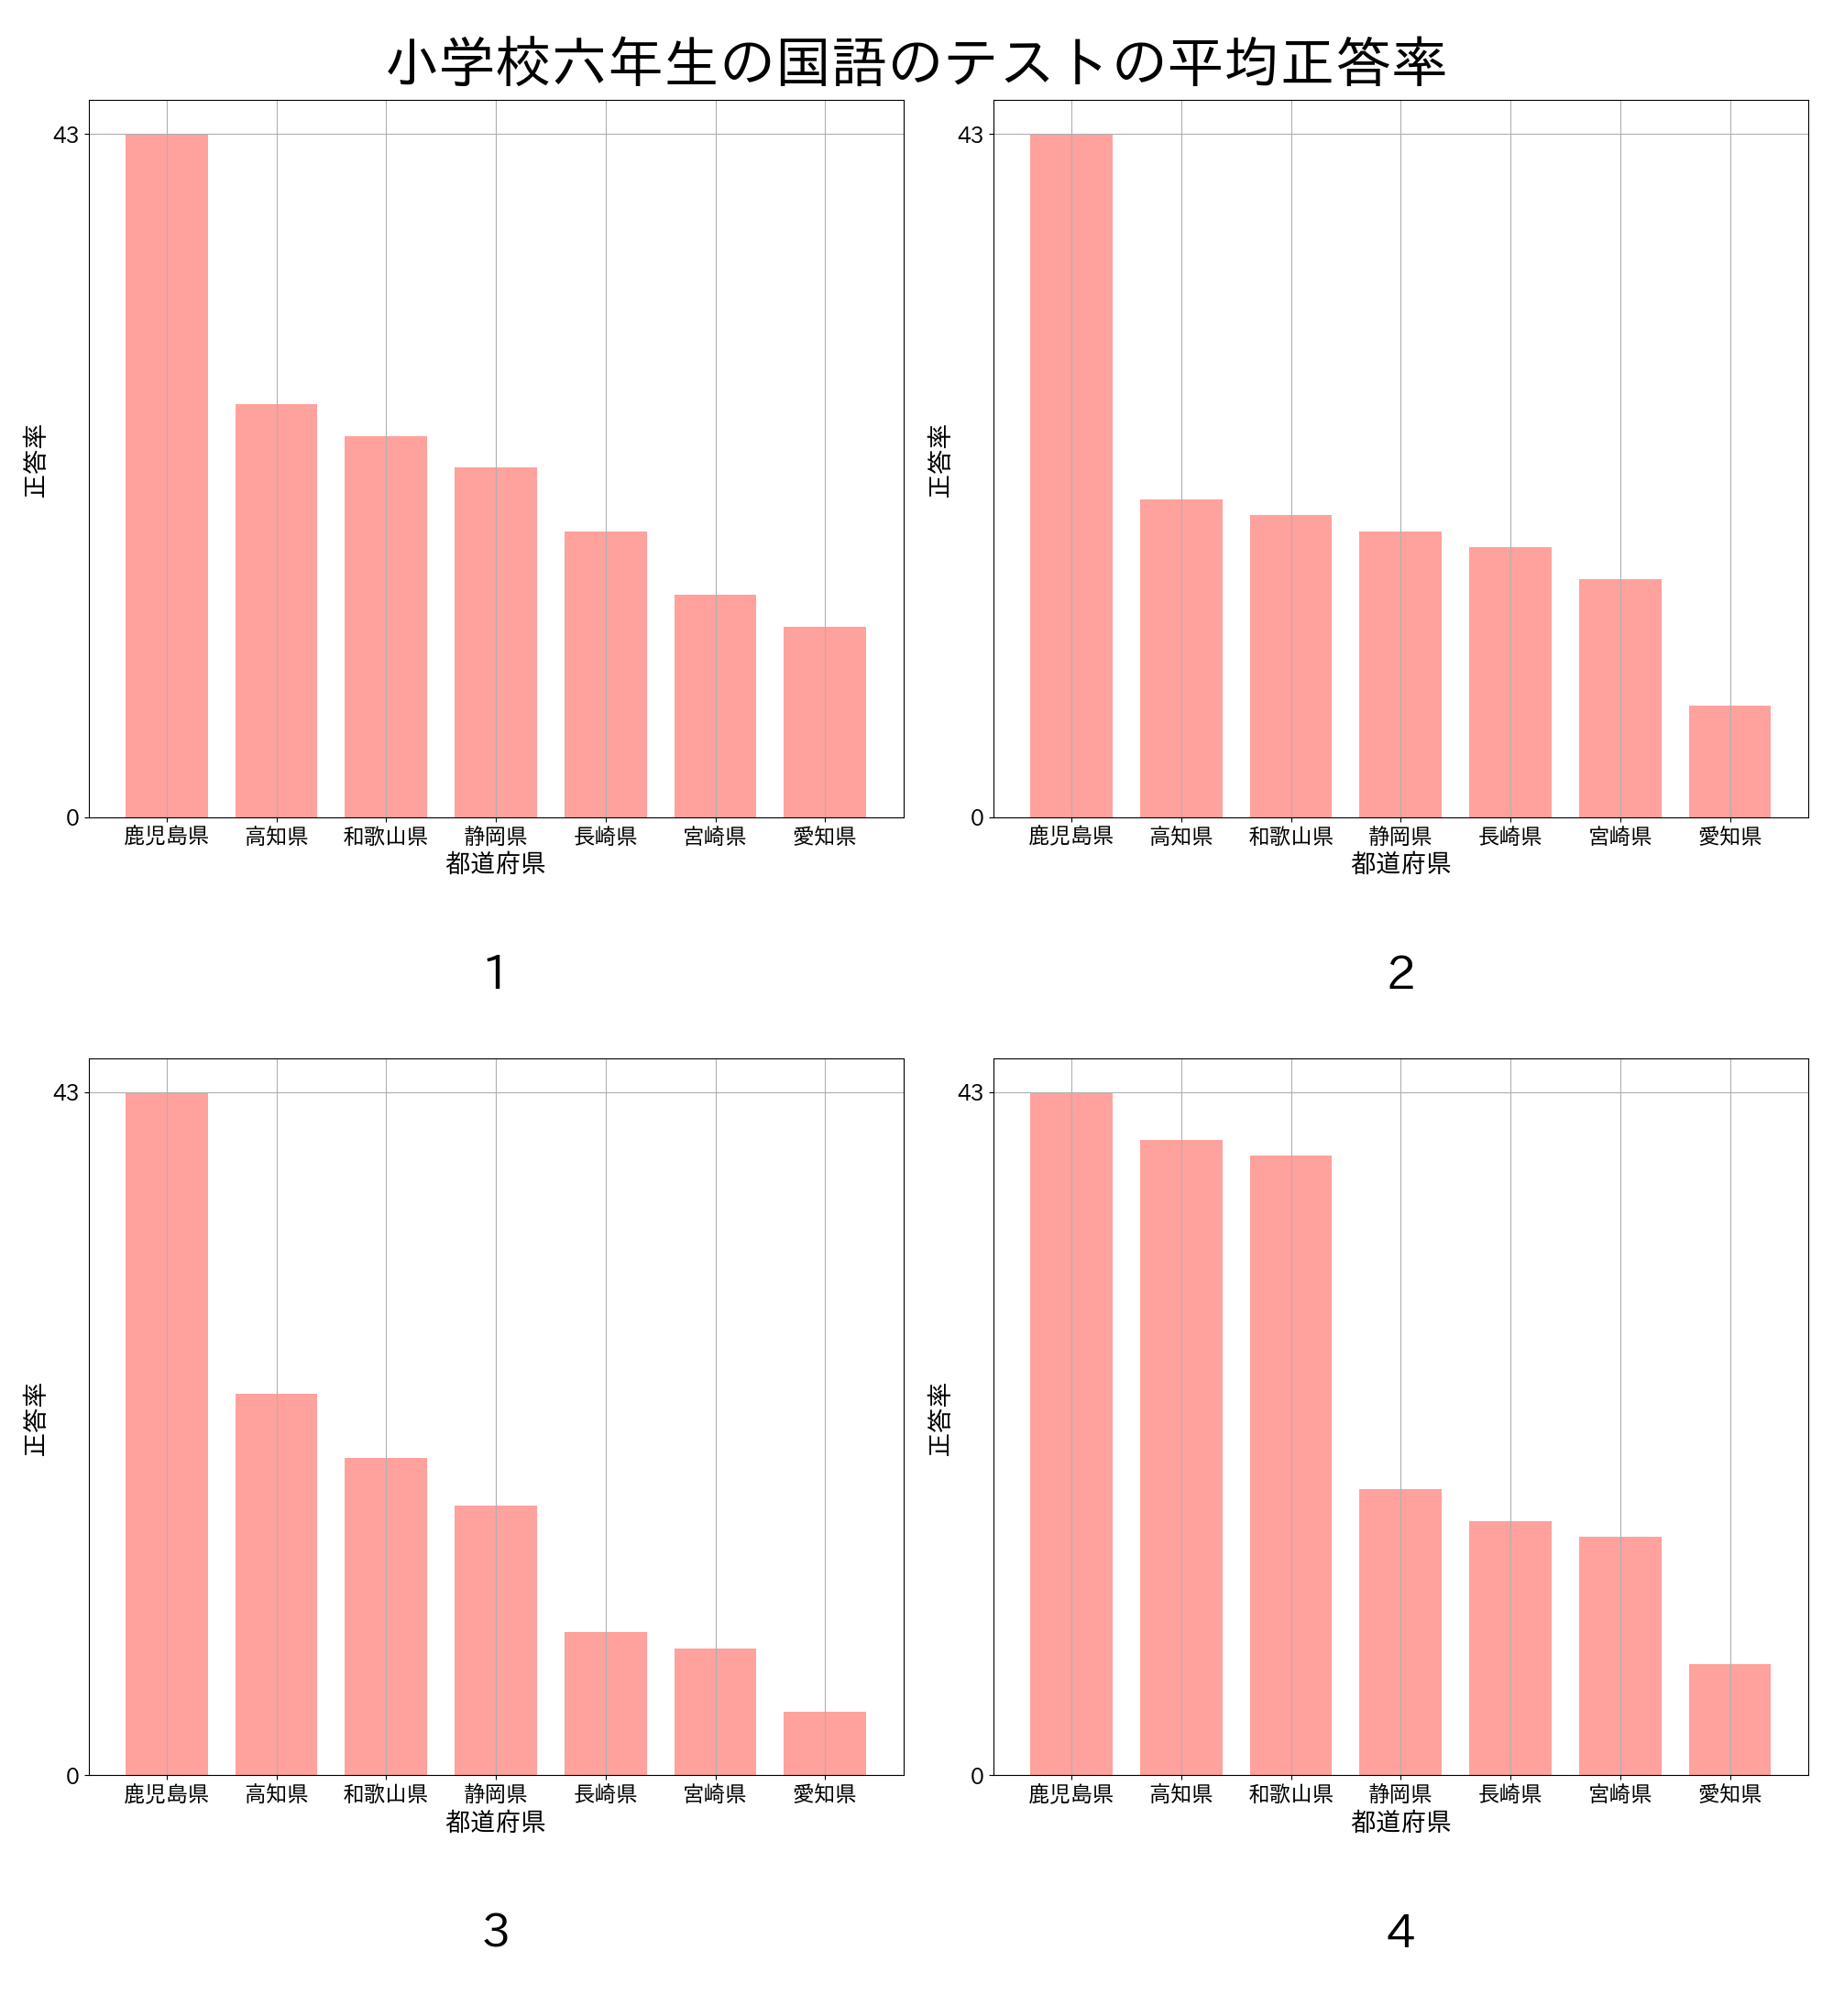 小学校六年生の国語のテストの平均正答率
43
0
正答率
鹿児島県 高知県 和歌山県 静岡県 長崎県 宮崎県 愛知県
都道府県
1
43
0
正答率
鹿児島県 高知県 和歌山県 静岡県 長崎県 宮崎県 愛知県
都道府県
2
43
0
正答率
鹿児島県 高知県 和歌山県 静岡県 長崎県 宮崎県 愛知県
都道府県
3
43
0
正答率
鹿児島県 高知県 和歌山県 静岡県 長崎県 宮崎県 愛知県
都道府県
4